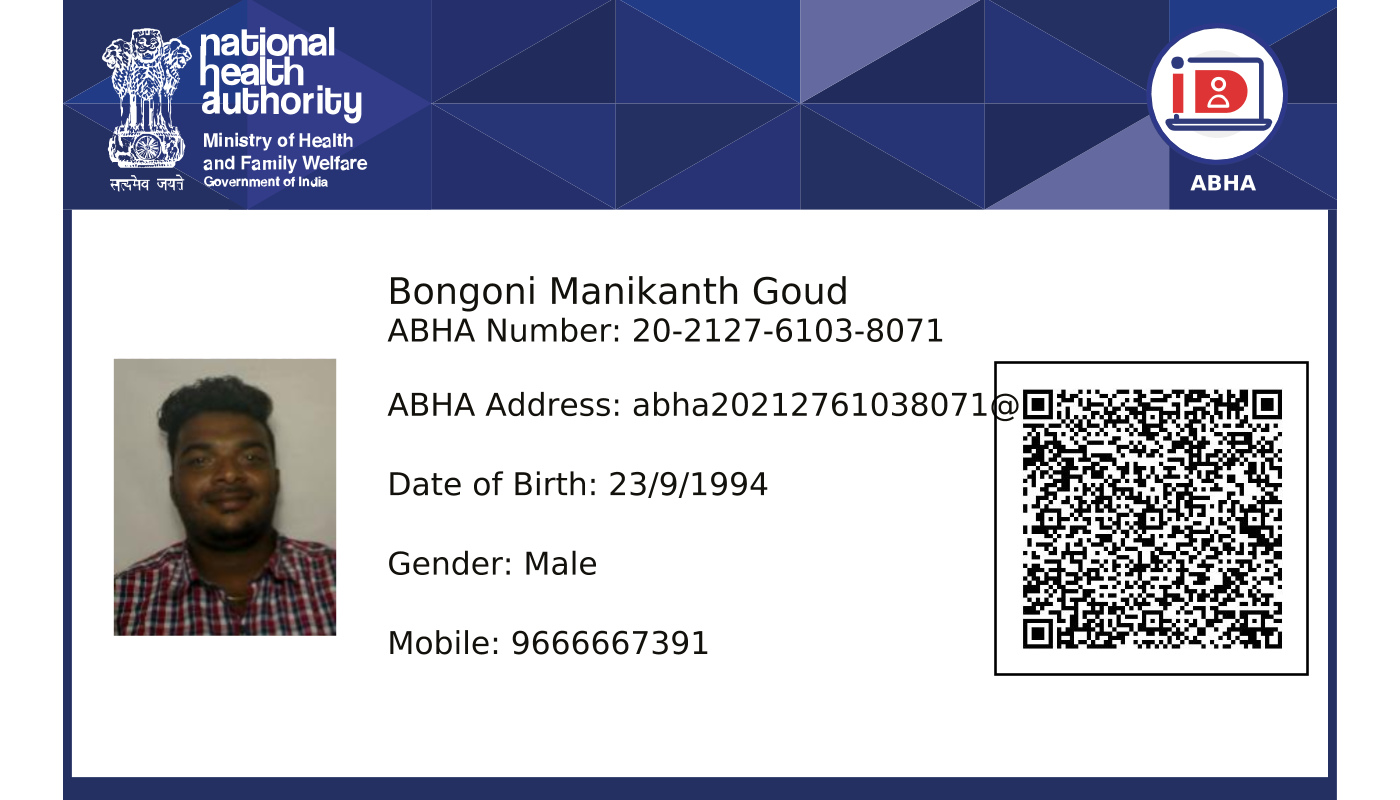 national
health
authority
Ministry of Health
and Family Welfare
Government of India
सत्यमेव जयते
ABHA
Bongoni Manikanth Goud
ABHA Number: 20-2127-6103-8071
ABHA Address: abha20212761038071@
Date of Birth: 23/9/1994
Gender: Male
Mobile: 9666667391